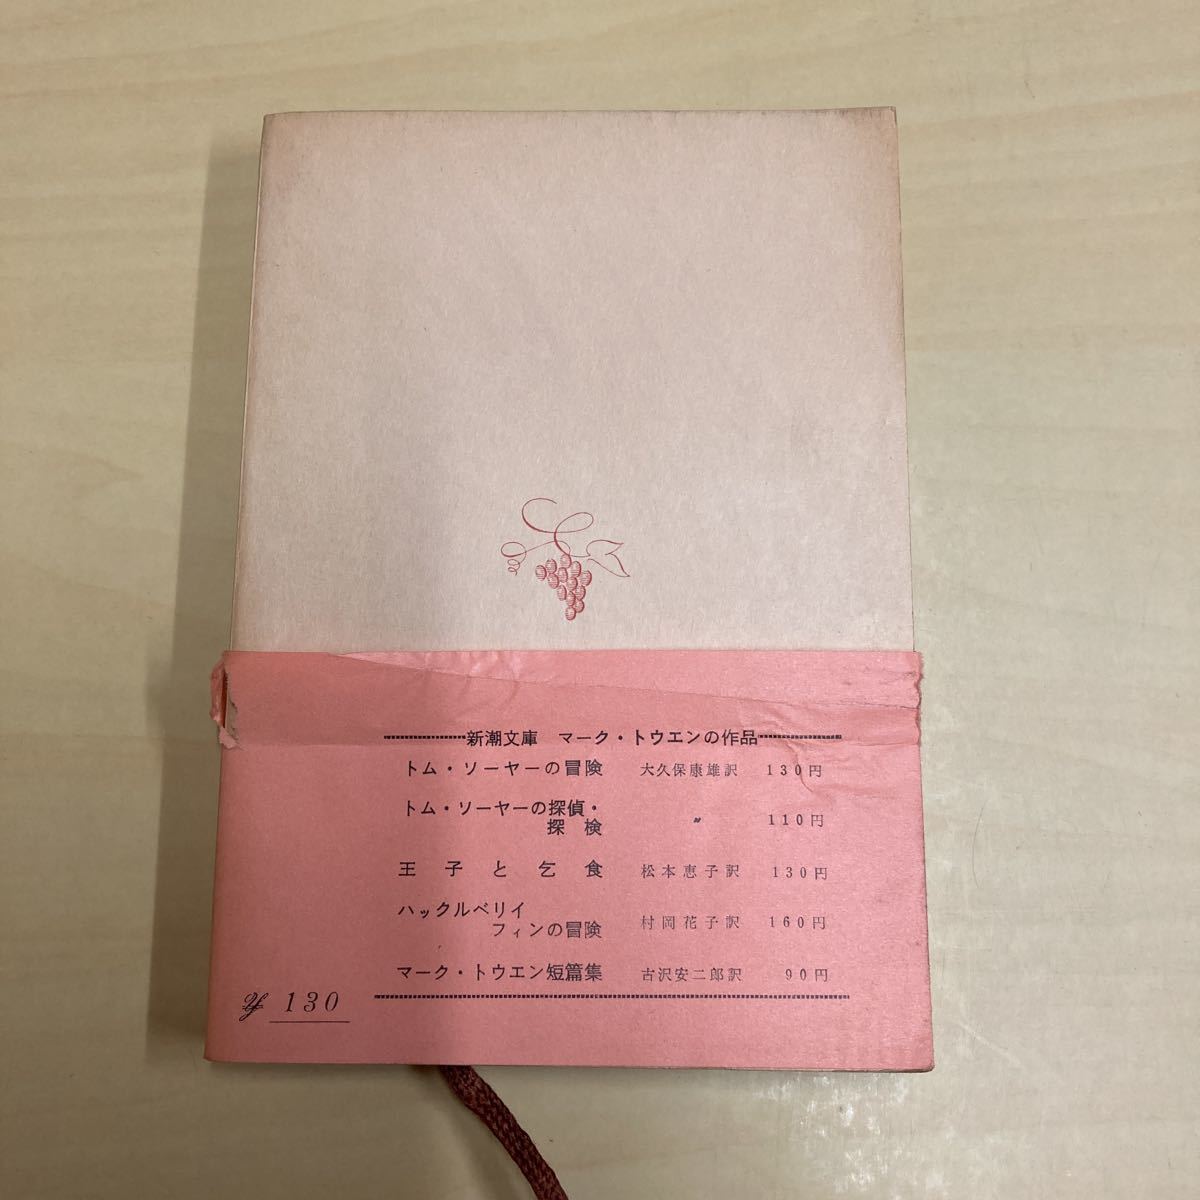 新潮文庫 マーク・トウエンの作品
トム・ソーヤーの冒険 大久保康雄訳 130円
トム・ソーヤーの探偵・
探検 〃 110円
王子と乞食 松本恵子訳 130円
ハックルベリイ
フィンの冒険 村岡花子訳 160円
マーク・トウエン短篇集 古沢安二郎訳 90円
¥ 130